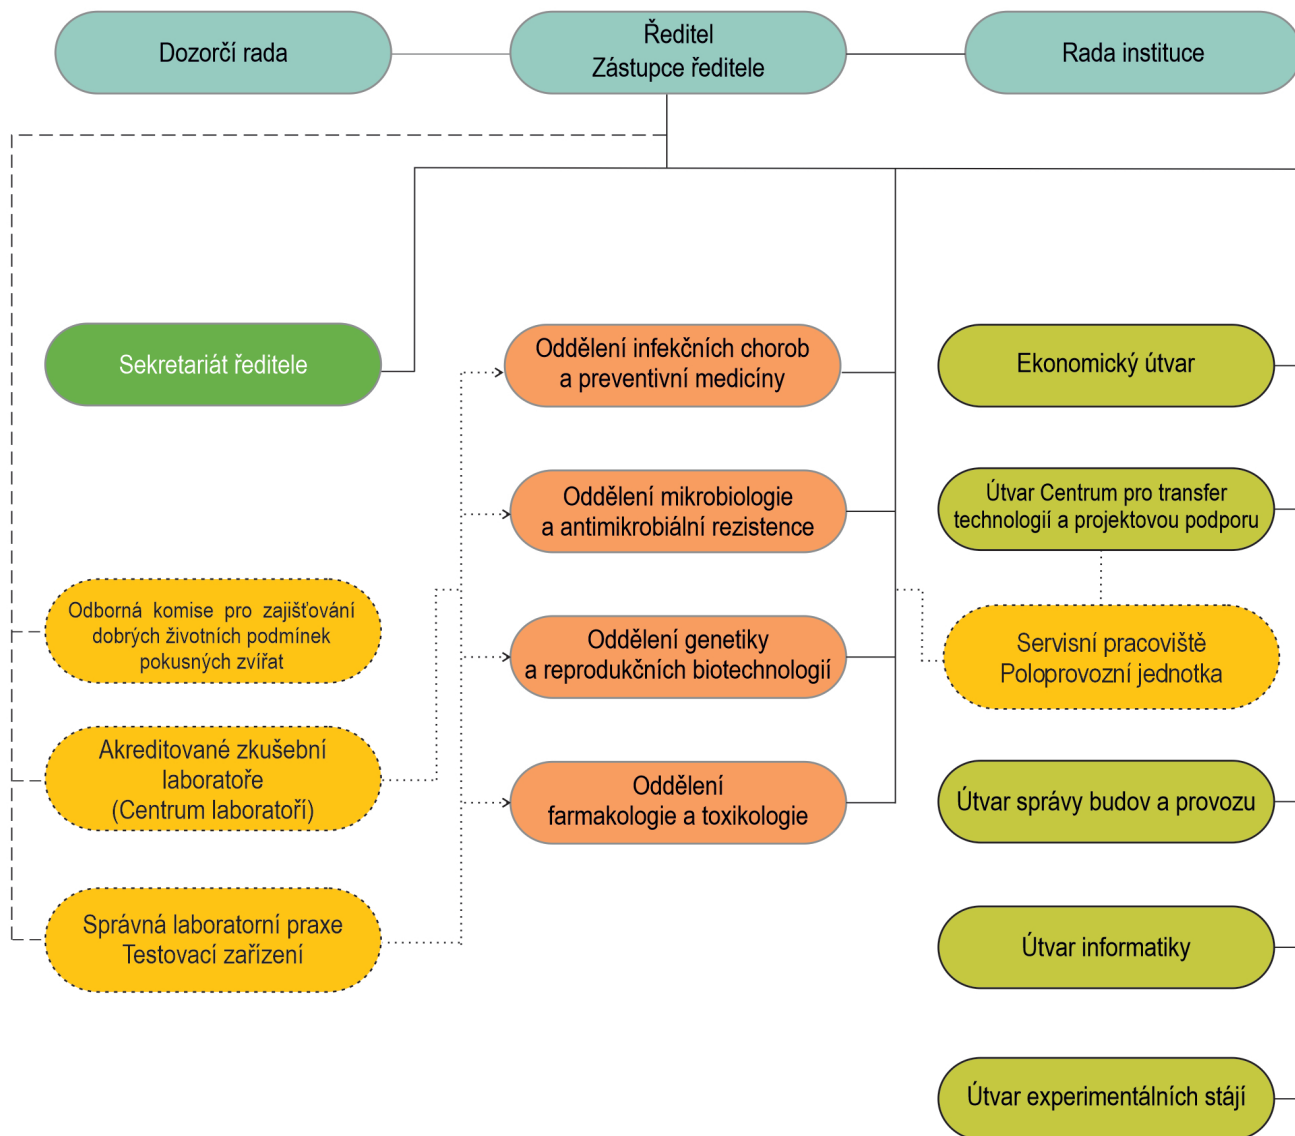 Dozorčí rada
Ředitel
Zástupce ředitele
Rada instituce
Sekretariát ředitele
Oddělení infekčních chorob
a preventivní medicíny
Ekonomický útvar
Oddělení mikrobiologie
a antimikrobiální rezistence
Útvar Centrum pro transfer
technologií a projektovou podporu
Odborná komise pro zajišťování
dobrých životních podmínek
pokusných zvířat
Oddělení genetiky
a reprodukčních biotechnologií
Servisní pracoviště
Poloprovozní jednotka
Akreditované zkušební
laboratoře
(Centrum laboratoří)
Oddělení
farmakologie a toxikologie
Útvar správy budov a provozu
Správná laboratorní praxe
Testovací zařízení
Útvar informatiky
Útvar experimentálních stájí